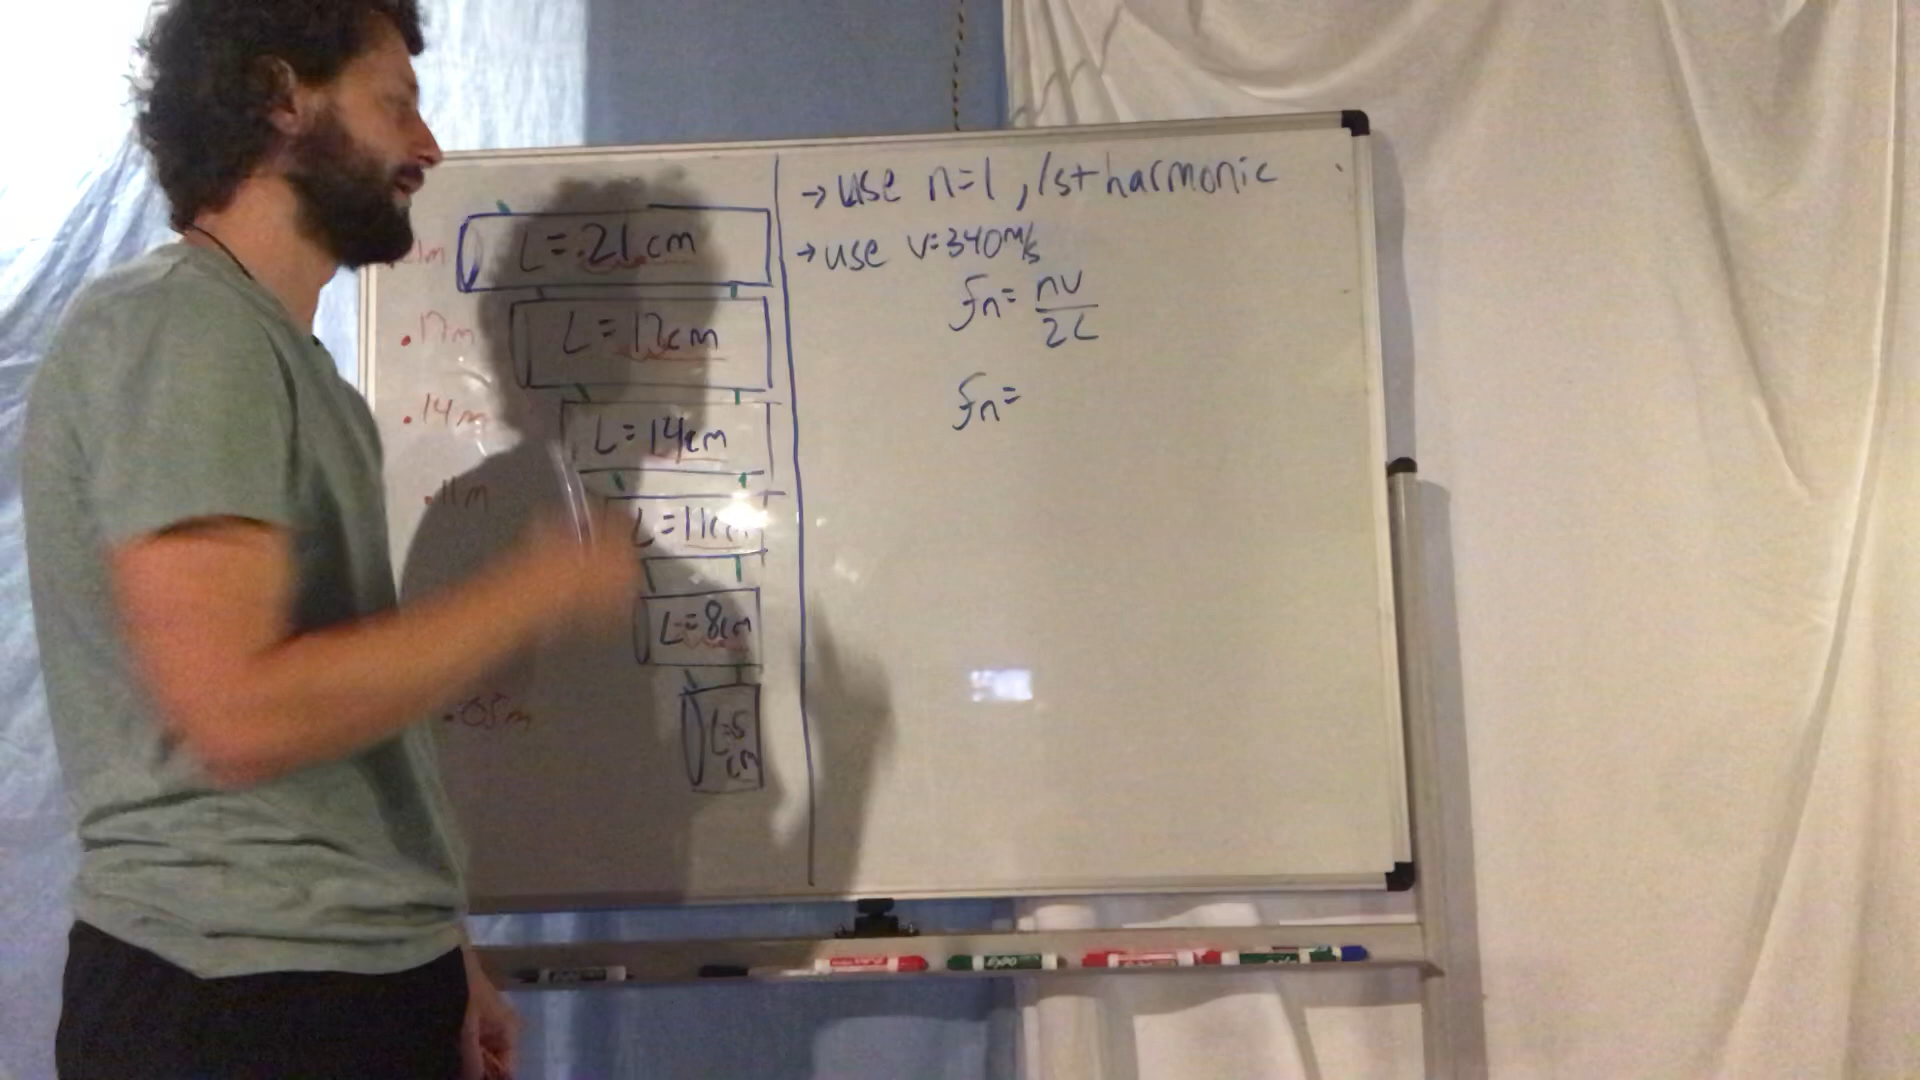 L= 21cm
.17m
L= 17cm
.14m
L= 14cm
.11m
L=11cm
L=8cm
.05m
L=5
cm
→ use n=1, 1st harmonic
→ use v=340m/s
fn= nv
2L
fn=
EXPO